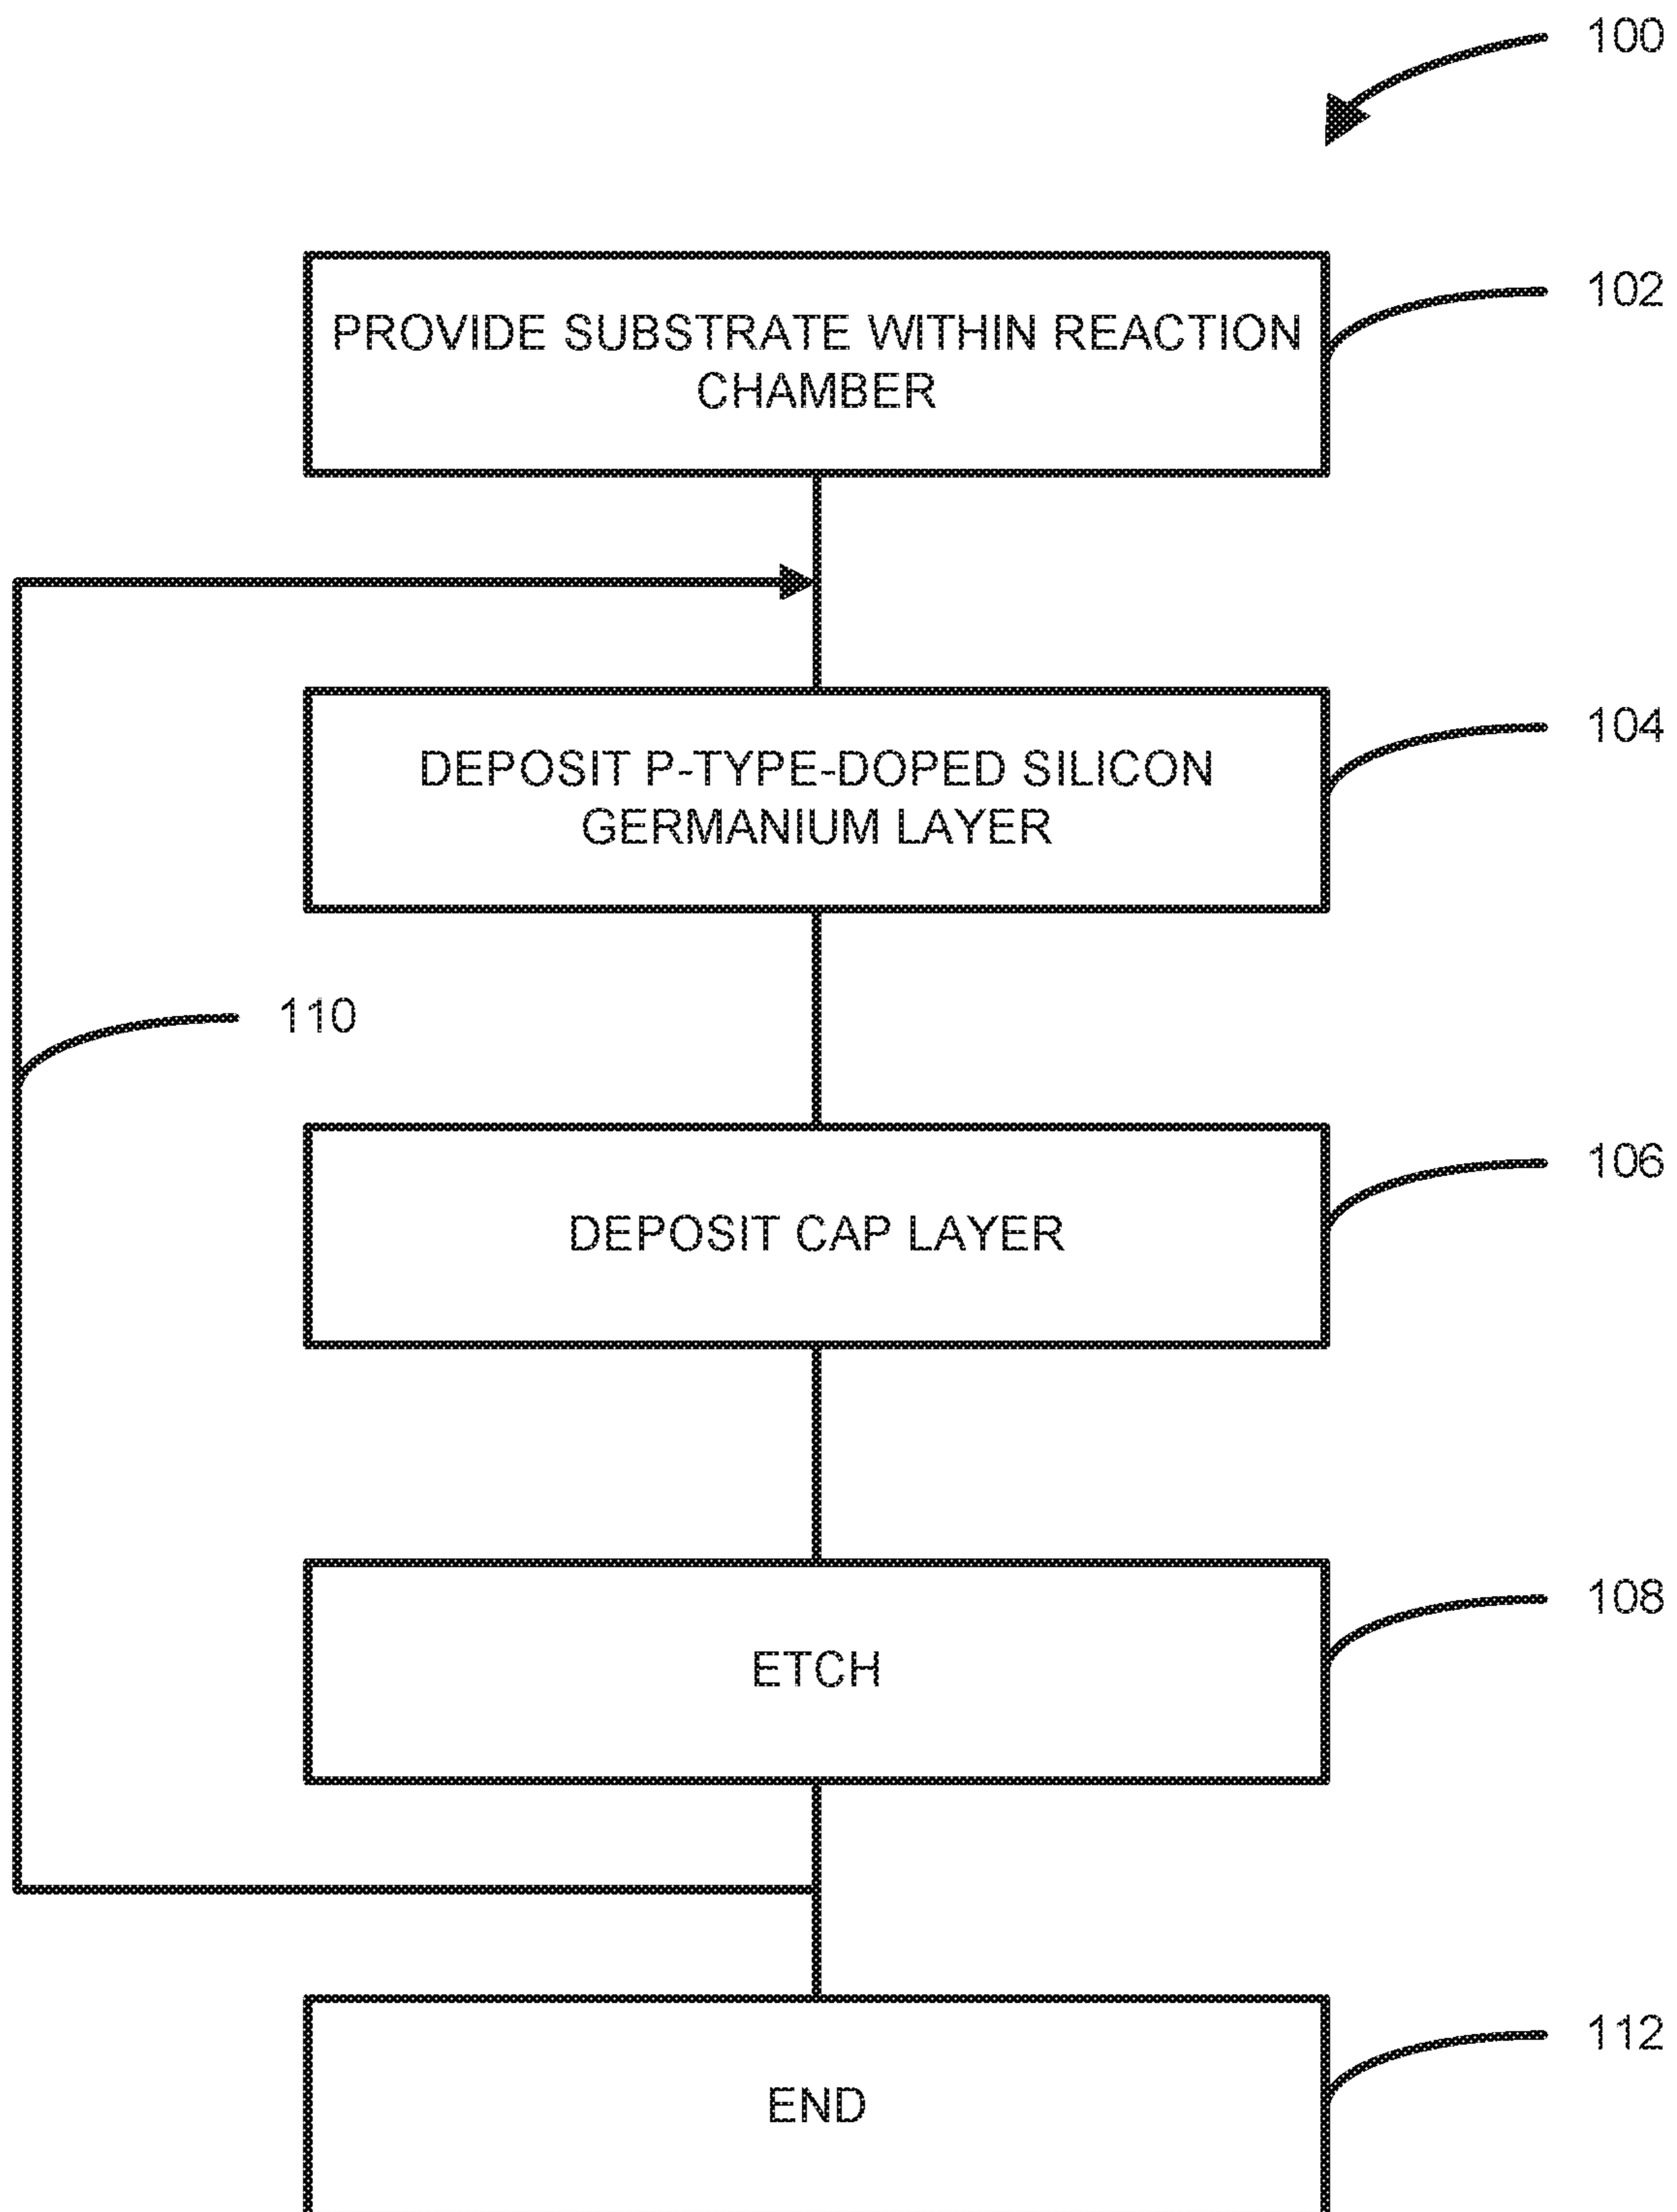 100
PROVIDE SUBSTRATE WITHIN REACTION
CHAMBER
102
DEPOSIT P-TYPE-DOPED SILICON
GERMANIUM LAYER
104
110
DEPOSIT CAP LAYER
106
ETCH
108
END
112